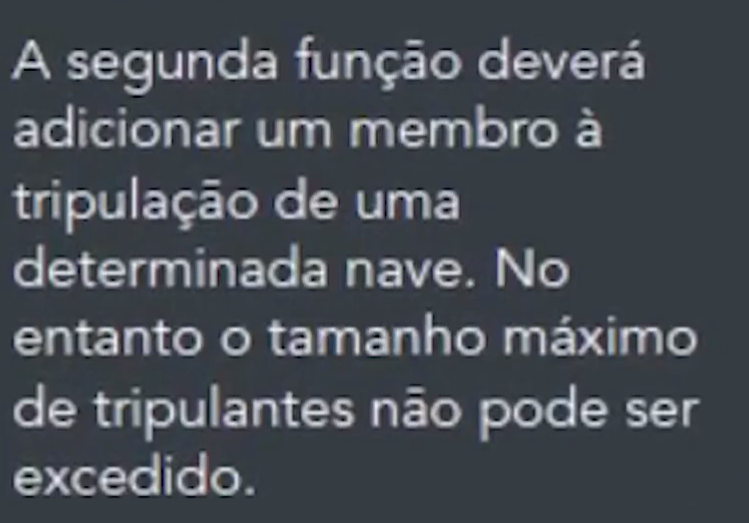 A segunda função deverá
adicionar um membro à
tripulação de uma
determinada nave. No
entanto o tamanho máximo
de tripulantes não pode ser
excedido.